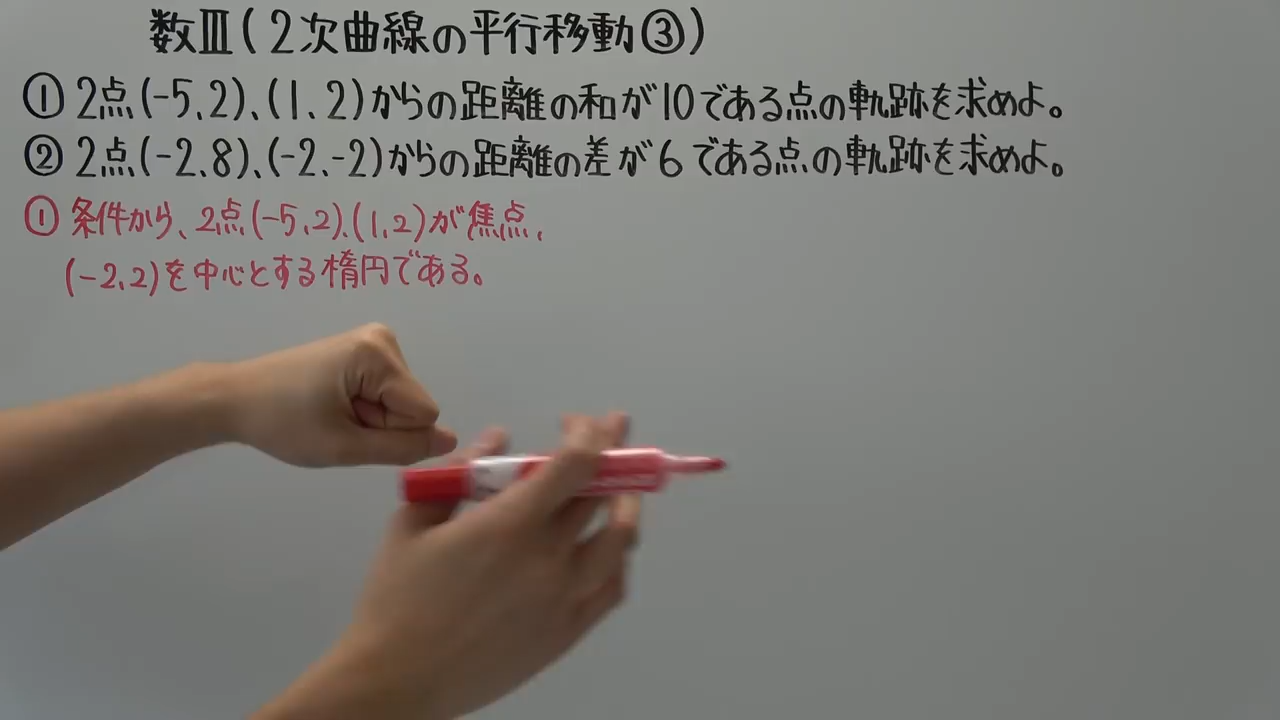 数Ⅲ(2次曲線の平行移動③)
① 2点(-5,2)、(1,2)からの距離の和が10である点の軌跡を求めよ。
② 2点(-2,8)、(-2,-2)からの距離の差が6である点の軌跡を求めよ。
① 条件から、2点(-5,2)、(1,2)が焦点、
(-2,2)を中心とする楕円である。